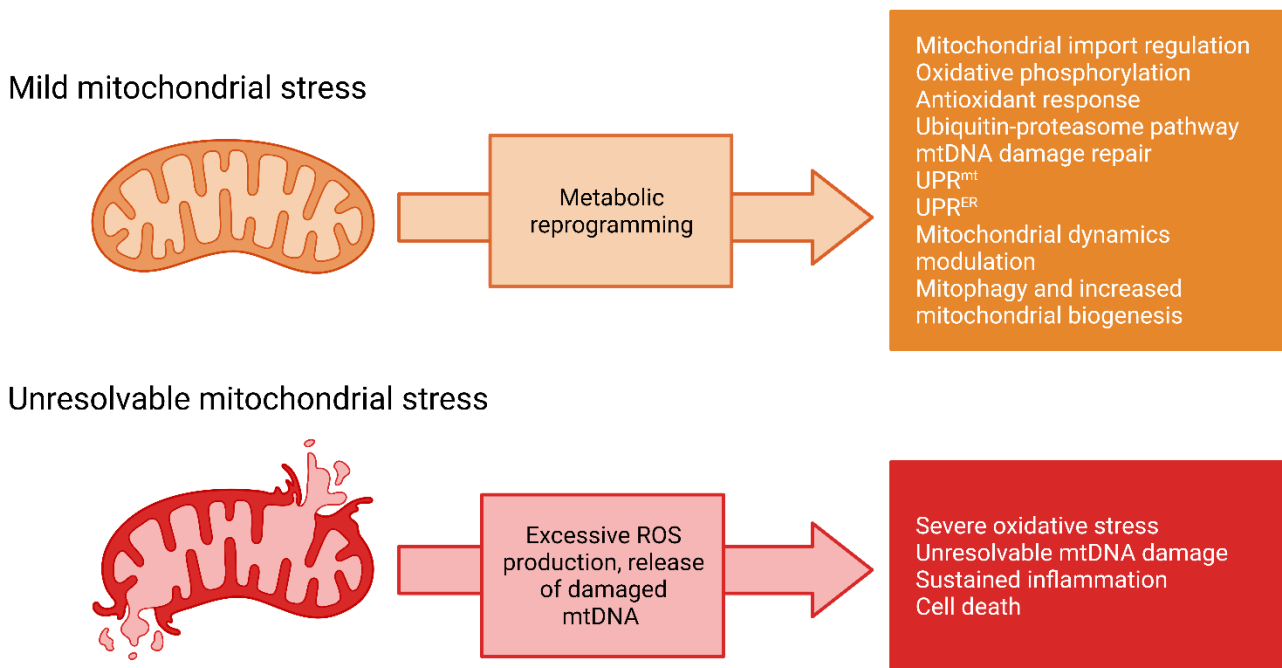 Mild mitochondrial stress
Metabolic
reprogramming
Mitochondrial import regulation
Oxidative phosphorylation
Antioxidant response
Ubiquitin-proteasome pathway
mtDNA damage repair
UPRᵐᵗ
UPRᴱᴿ
Mitochondrial dynamics
modulation
Mitophagy and increased
mitochondrial biogenesis
Unresolvable mitochondrial stress
Excessive ROS
production, release
of damaged
mtDNA
Severe oxidative stress
Unresolvable mtDNA damage
Sustained inflammation
Cell death